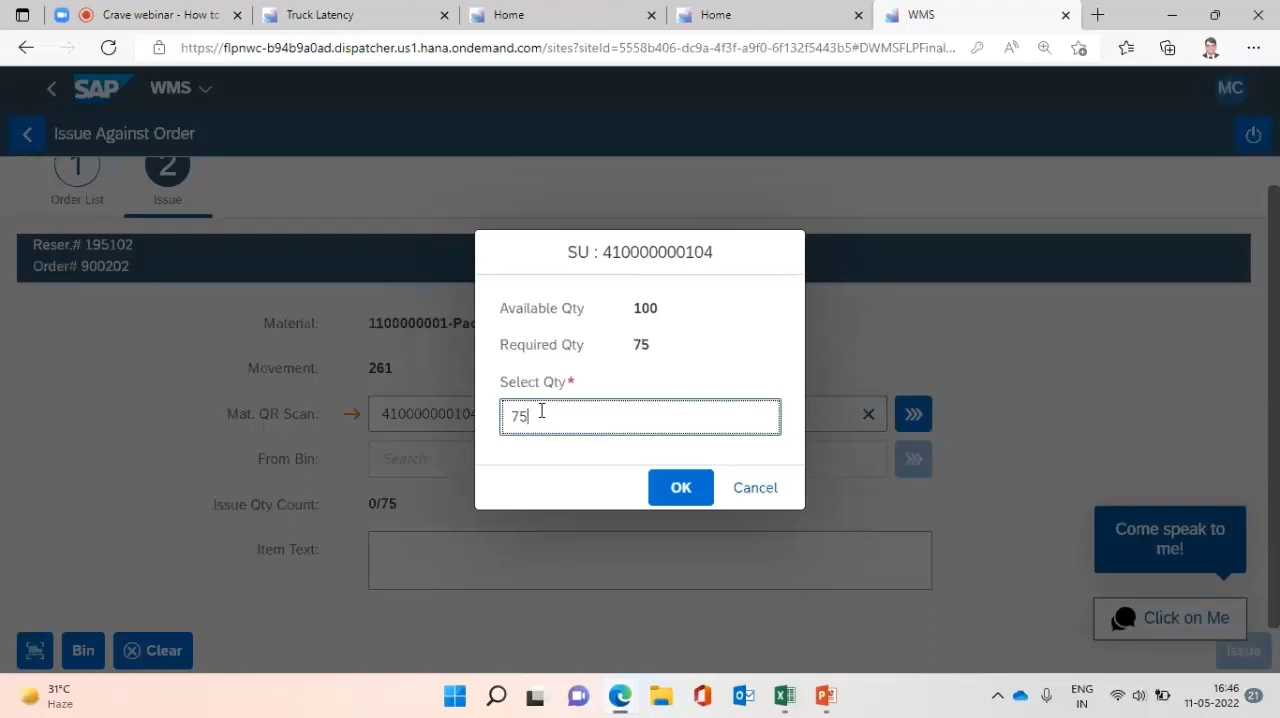 Crave webinar - How to
Truck Latency
Home
Home
WMS
https://flpnwc-b94b9a0ad.dispatcher.us1.hana.ondemand.com/sites?siteId=5558b406-dc9a-4f3f-a9f0-6f132f5443b5#DWMSFLPFinal...
SAP WMS
MC
Issue Against Order
1
2
Order List
Issue
Reser.# 195102
Order# 900202
Material: 1100000001-Pac
Movement: 261
Mat. QR Scan: 410000000104
From Bin: Search
Issue Qty Count: 0/75
Item Text:
SU : 410000000104
Available Qty 100
Required Qty 75
Select Qty*
75
OK Cancel
Come speak to
me!
Click on Me
Bin
Clear
Issue
31°C
Haze
ENG
IN
16:46
11-05-2022
21